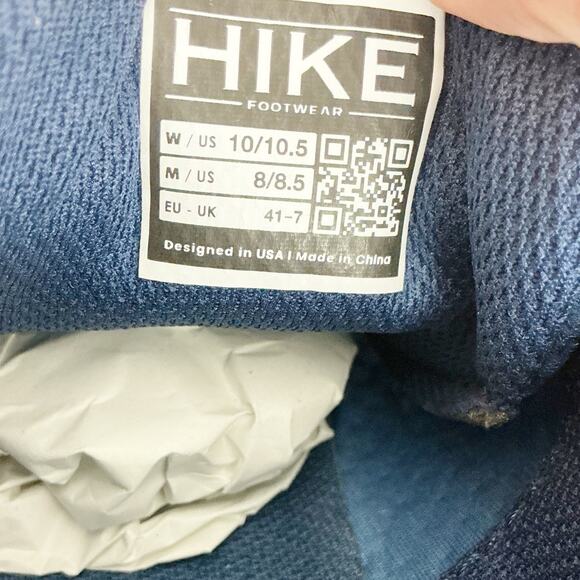 HIKE
FOOTWEAR
W / US 10/10.5
M / US 8/8.5
EU - UK 41-7
Designed in USA | Made in China